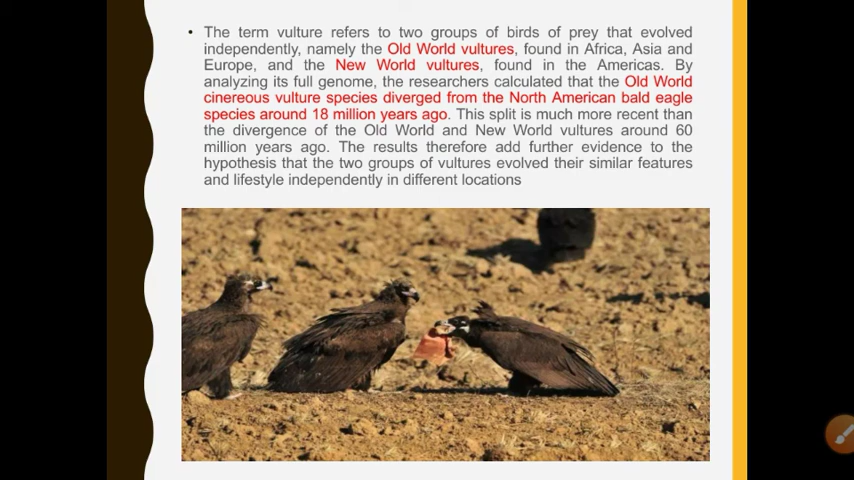 • The term vulture refers to two groups of birds of prey that evolved
independently, namely the Old World vultures, found in Africa, Asia and
Europe, and the New World vultures, found in the Americas. By
analyzing its full genome, the researchers calculated that the Old World
cinereous vulture species diverged from the North American bald eagle
species around 18 million years ago. This split is much more recent than
the divergence of the Old World and New World vultures around 60
million years ago. The results therefore add further evidence to the
hypothesis that the two groups of vultures evolved their similar features
and lifestyle independently in different locations